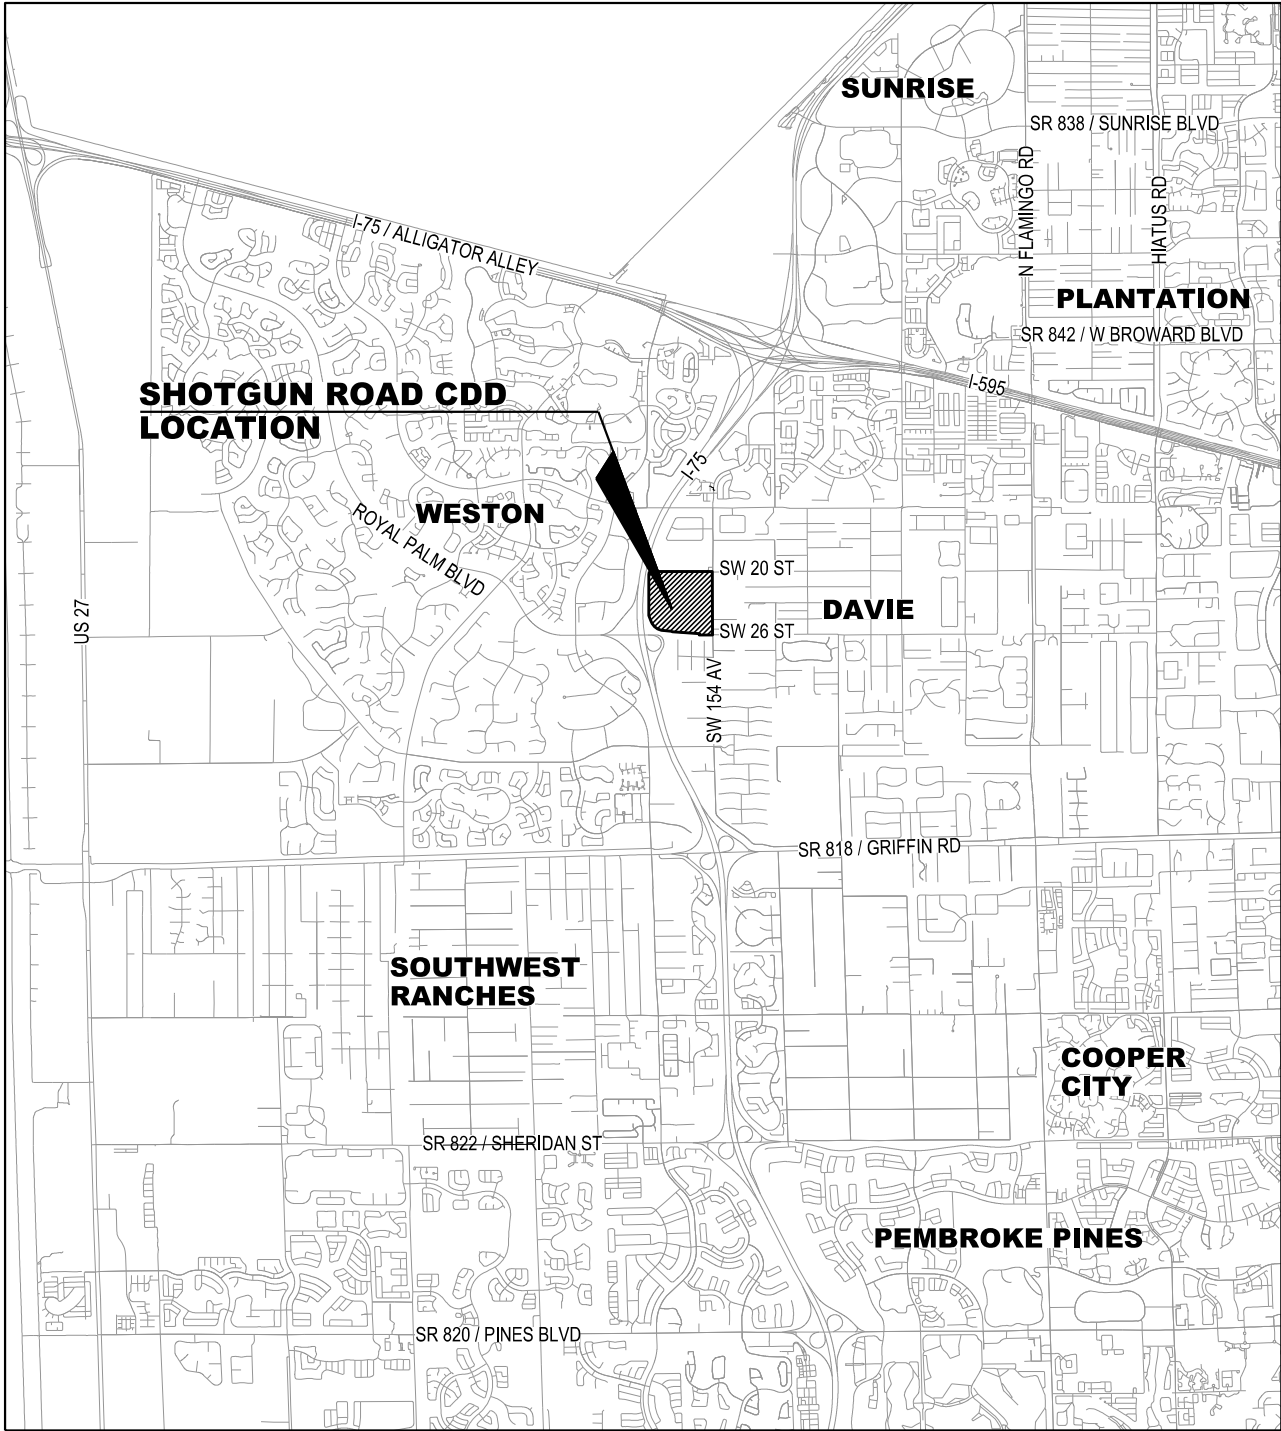 SUNRISE
SR 838 / SUNRISE BLVD
N FLAMINGO RD
HIATUS RD
I-75 / ALLIGATOR ALLEY
PLANTATION
SR 842 / W BROWARD BLVD
I-595
SHOTGUN ROAD CDD
LOCATION
I-75
WESTON
ROYAL PALM BLVD
SW 20 ST
DAVIE
US 27
SW 26 ST
SW 154 AV
SR 818 / GRIFFIN RD
SOUTHWEST
RANCHES
COOPER
CITY
SR 822 / SHERIDAN ST
PEMBROKE PINES
SR 820 / PINES BLVD